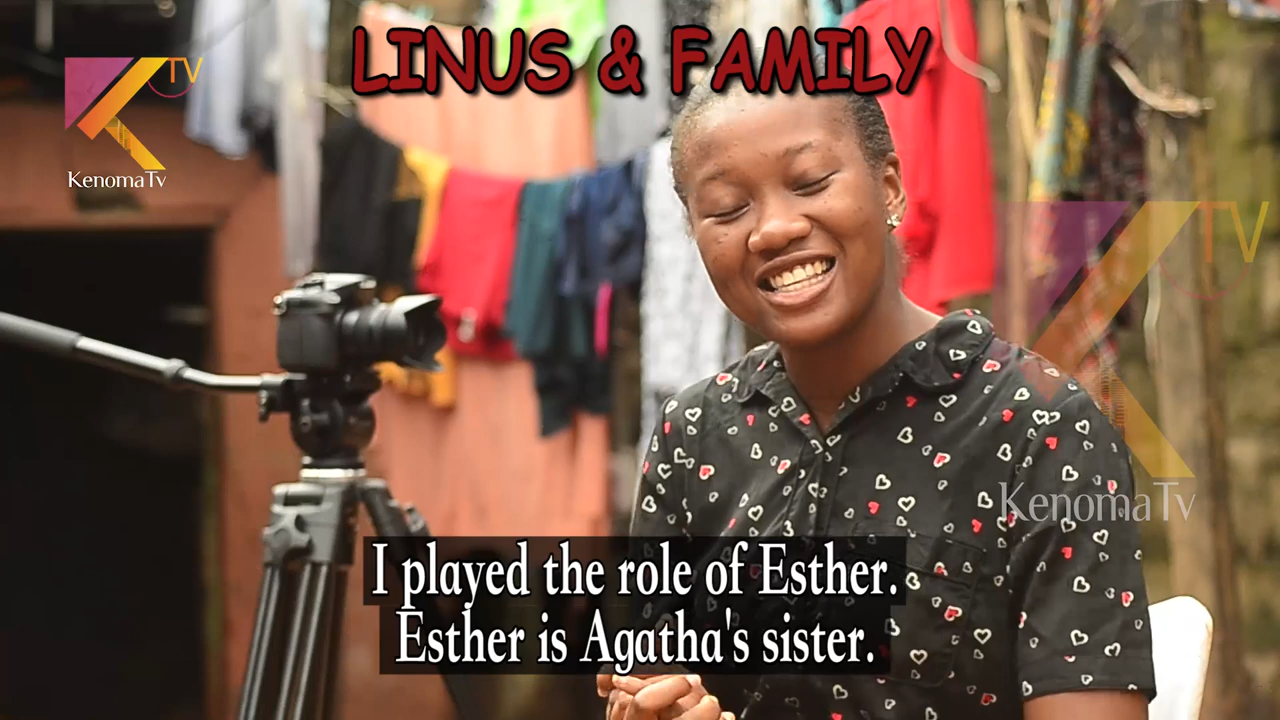 LINUS & FAMILY
TV
KenomaTv
TV
KenomaTv
I played the role of Esther.
Esther is Agatha's sister.